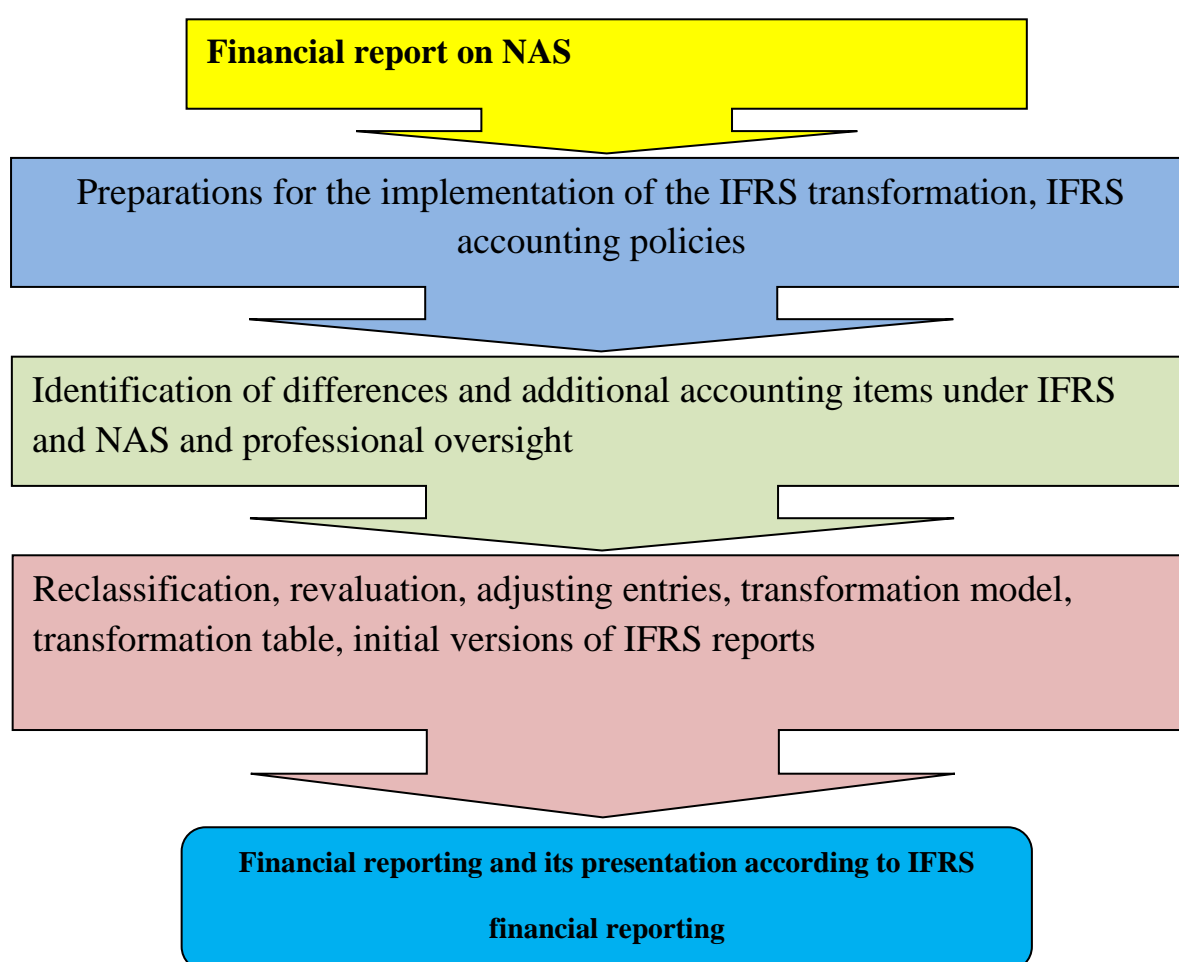 Financial report on NAS
Preparations for the implementation of the IFRS transformation, IFRS
accounting policies
Identification of differences and additional accounting items under IFRS
and NAS and professional oversight
Reclassification, revaluation, adjusting entries, transformation model,
transformation table, initial versions of IFRS reports
Financial reporting and its presentation according to IFRS
financial reporting